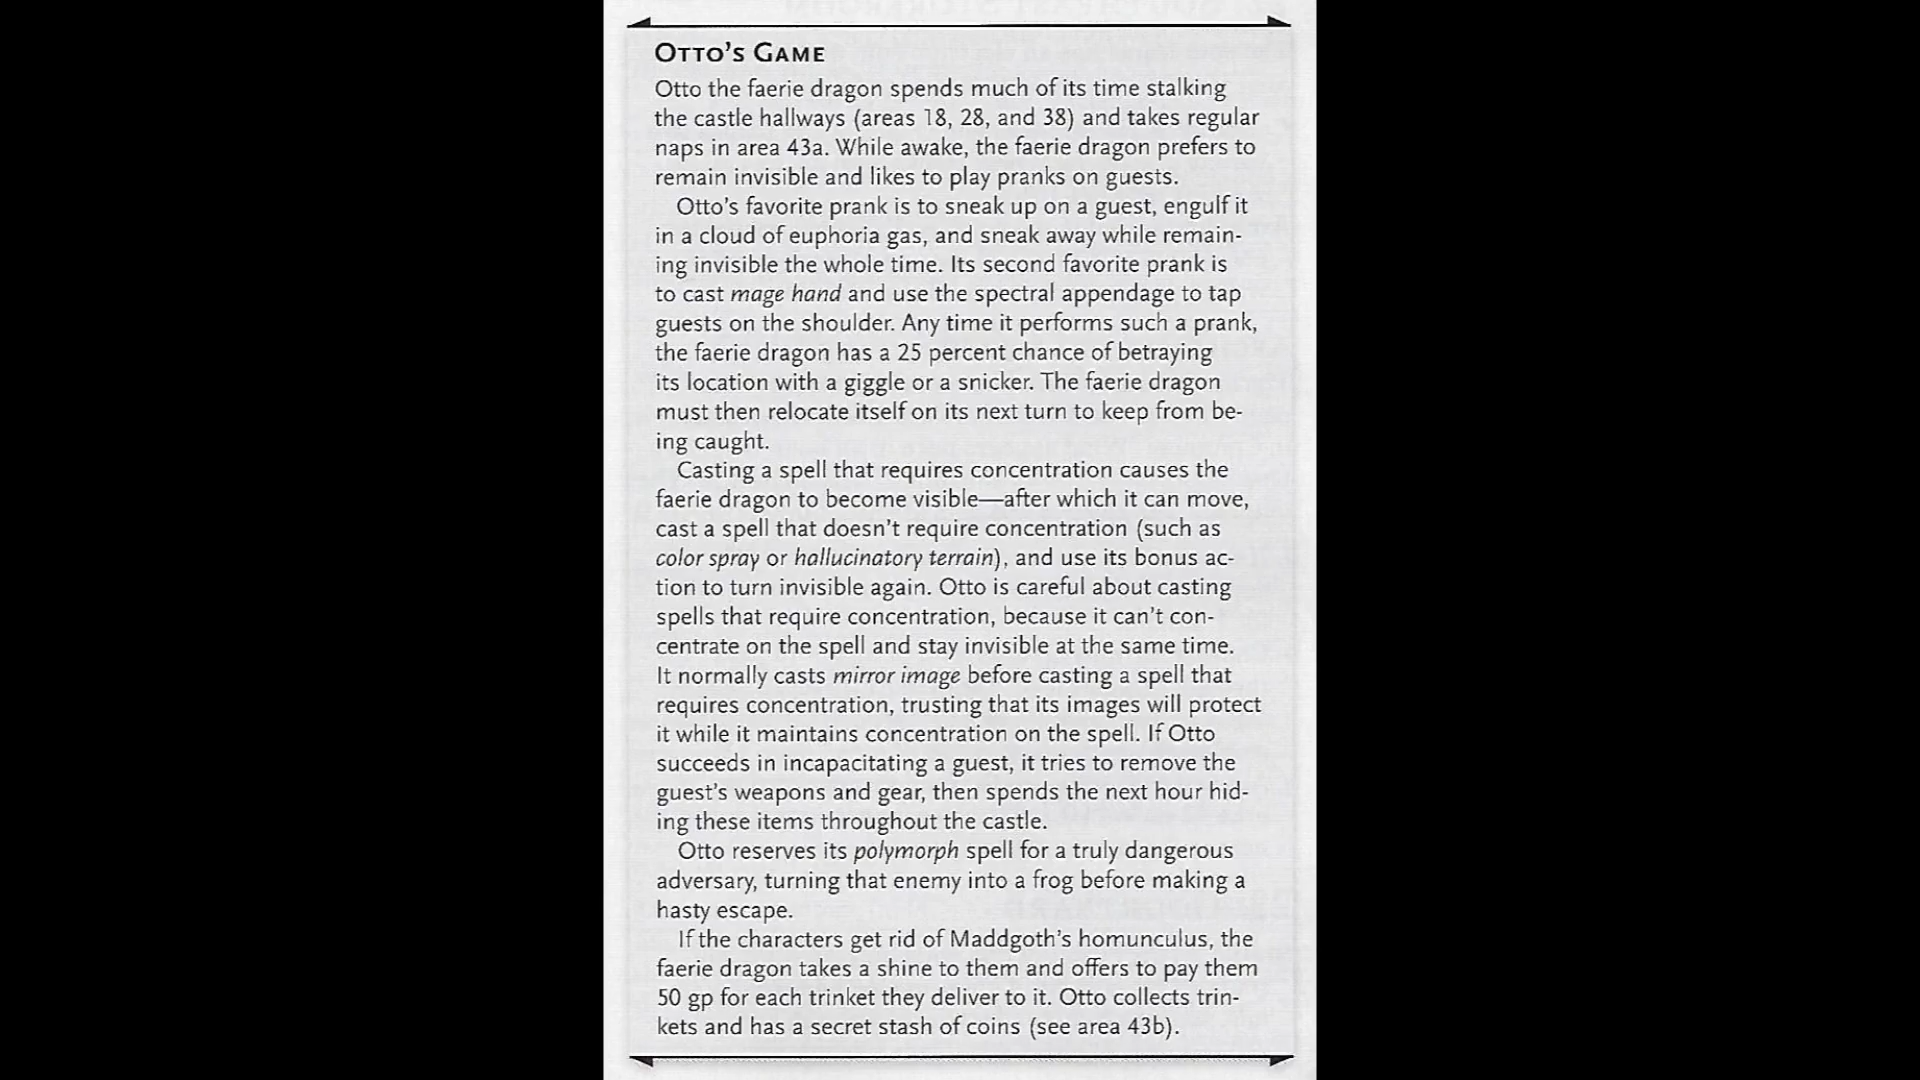 OTTO'S GAME
Otto the faerie dragon spends much of its time stalking
the castle hallways (areas 18, 28, and 38) and takes regular
naps in area 43a. While awake, the faerie dragon prefers to
remain invisible and likes to play pranks on guests.
Otto's favorite prank is to sneak up on a guest, engulf it
in a cloud of euphoria gas, and sneak away while remain-
ing invisible the whole time. Its second favorite prank is
to cast mage hand and use the spectral appendage to tap
guests on the shoulder. Any time it performs such a prank,
the faerie dragon has a 25 percent chance of betraying
its location with a giggle or a snicker. The faerie dragon
must then relocate itself on its next turn to keep from be-
ing caught.
Casting a spell that requires concentration causes the
faerie dragon to become visible—after which it can move,
cast a spell that doesn't require concentration (such as
color spray or hallucinatory terrain), and use its bonus ac-
tion to turn invisible again. Otto is careful about casting
spells that require concentration, because it can't con-
centrate on the spell and stay invisible at the same time.
It normally casts mirror image before casting a spell that
requires concentration, trusting that its images will protect
it while it maintains concentration on the spell. If Otto
succeeds in incapacitating a guest, it tries to remove the
guest's weapons and gear, then spends the next hour hid-
ing these items throughout the castle.
Otto reserves its polymorph spell for a truly dangerous
adversary, turning that enemy into a frog before making a
hasty escape.
If the characters get rid of Maddgoth's homunculus, the
faerie dragon takes a shine to them and offers to pay them
50 gp for each trinket they deliver to it. Otto collects trin-
kets and has a secret stash of coins (see area 43b).